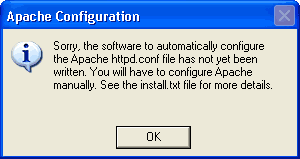 Apache Configuration
Sorry, the software to automatically configure
the Apache httpd.conf file has not yet been
written. You will have to configure Apache
manually. See the install.txt file for more details.
OK